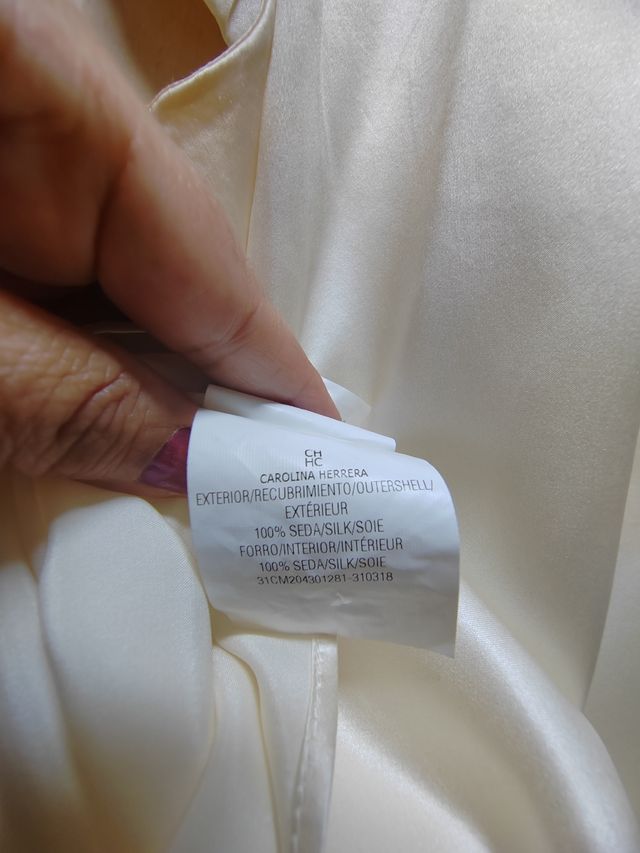 CH
HC
CAROLINA HERRERA
EXTERIOR/RECUBRIMIENTO/OUTERSHELL/
EXTÉRIEUR
100% SEDA/SILK/SOIE
FORRO/INTERIOR/INTÉRIEUR
100% SEDA/SILK/SOIE
31CM204301281-310318